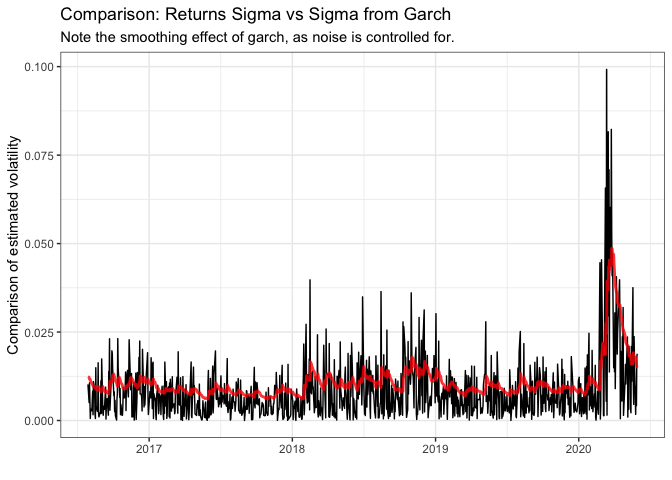 Comparison: Returns Sigma vs Sigma from Garch
Note the smoothing effect of garch, as noise is controlled for.
Comparison of estimated volatility
0.100
0.075
0.050
0.025
0.000
2017 2018 2019 2020